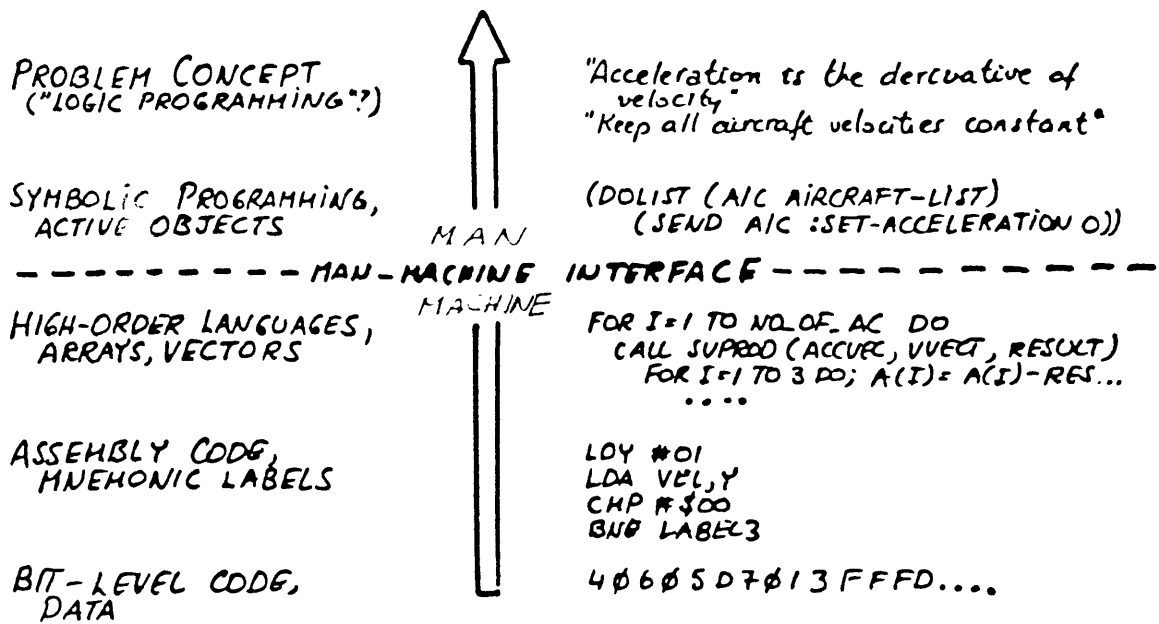 PROBLEM CONCEPT
("LOGIC PROGRAMMING"?)
"Acceleration is the derivative of
velocity"
"Keep all aircraft velocities constant"
SYMBOLIC PROGRAMMING,
ACTIVE OBJECTS
(DOLIST (A/C AIRCRAFT-LIST)
(SEND A/C :SET-ACCELERATION 0))
MAN
MAN-MACHINE INTERFACE
MACHINE
HIGH-ORDER LANGUAGES,
ARRAYS, VECTORS
FOR I=1 TO NO_OF_AC DO
CALL SVPROD (ACCVEC, VVECT, RESULT)
FOR I=1 TO 3 DO; A(I)= A(I)-RES...
....
ASSEMBLY CODE,
MNEMONIC LABELS
LDY #01
LDA VEL,Y
CMP #$00
BNE LABEL3
BIT-LEVEL CODE,
DATA
4Ø6Ø5D7Ø13FFFD....